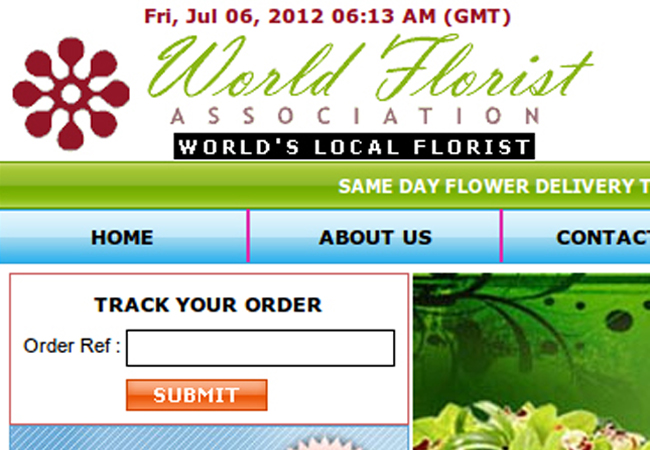 Fri, Jul 06, 2012 06:13 AM (GMT)
World Florist
ASSOCIATION
WORLD'S LOCAL FLORIST
SAME DAY FLOWER DELIVERY T
HOME ABOUT US CONTACT
TRACK YOUR ORDER
Order Ref :
SUBMIT